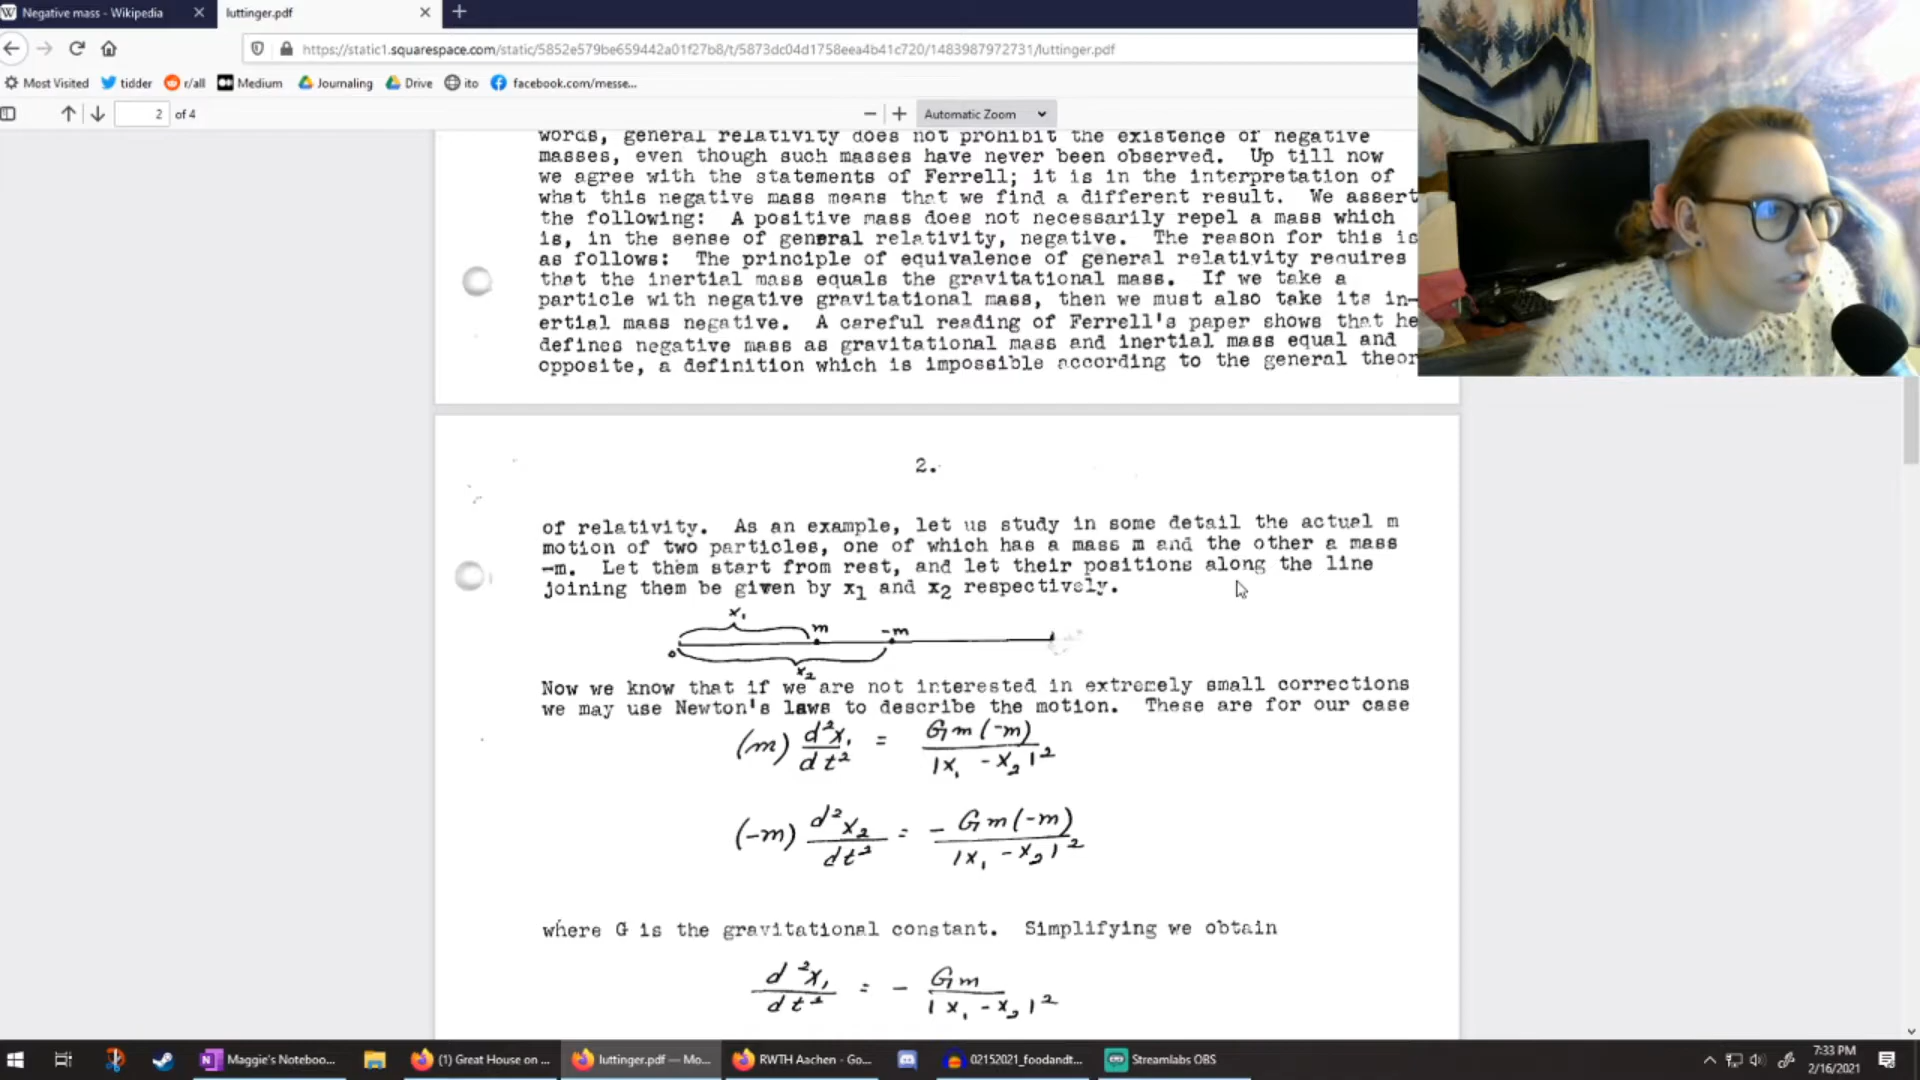 Negative mass - Wikipedia
luttinger.pdf
https://static1.squarespace.com/static/5852e579be659442a01f27b8/t/5873dc04d1758eea4b41c720/1483987972731/luttinger.pdf
Most Visited tidder r/all Medium Journaling Drive ito facebook.com/messe...
2 of 4
Automatic Zoom
words, general relativity does not prohibit the existence of negative
masses, even though such masses have never been observed. Up till now
we agree with the statements of Ferrell; it is in the interpretation of
what this negative mass means that we find a different result. We assert
the following: A positive mass does not necessarily repel a mass which
is, in the sense of general relativity, negative. The reason for this is
as follows: The principle of equivalence of general relativity requires
that the inertial mass equals the gravitational mass. If we take a
particle with negative gravitational mass, then we must also take its in-
ertial mass negative. A careful reading of Ferrell's paper shows that he
defines negative mass as gravitational mass and inertial mass equal and
opposite, a definition which is impossible according to the general theor
2.
of relativity. As an example, let us study in some detail the actual m
motion of two particles, one of which has a mass m and the other a mass
-m. Let them start from rest, and let their positions along the line
joining them be given by x1 and x2 respectively.
x₁
m -m
o
x₂
Now we know that if we are not interested in extremely small corrections
we may use Newton's laws to describe the motion. These are for our case
(m) d²x₁/dt² = Gm(-m)/|x₁ - x₂|²
(-m) d²x₂/dt² = - Gm(-m)/|x₁ - x₂|²
where G is the gravitational constant. Simplifying we obtain
d²x₁/dt² = - Gm/|x₁ - x₂|²
Maggie's Noteboo... (1) Great House on ... luttinger.pdf — Mo... RWTH Aachen - Go... 02152021_foodandt... Streamlabs OBS
7:33 PM
2/16/2021